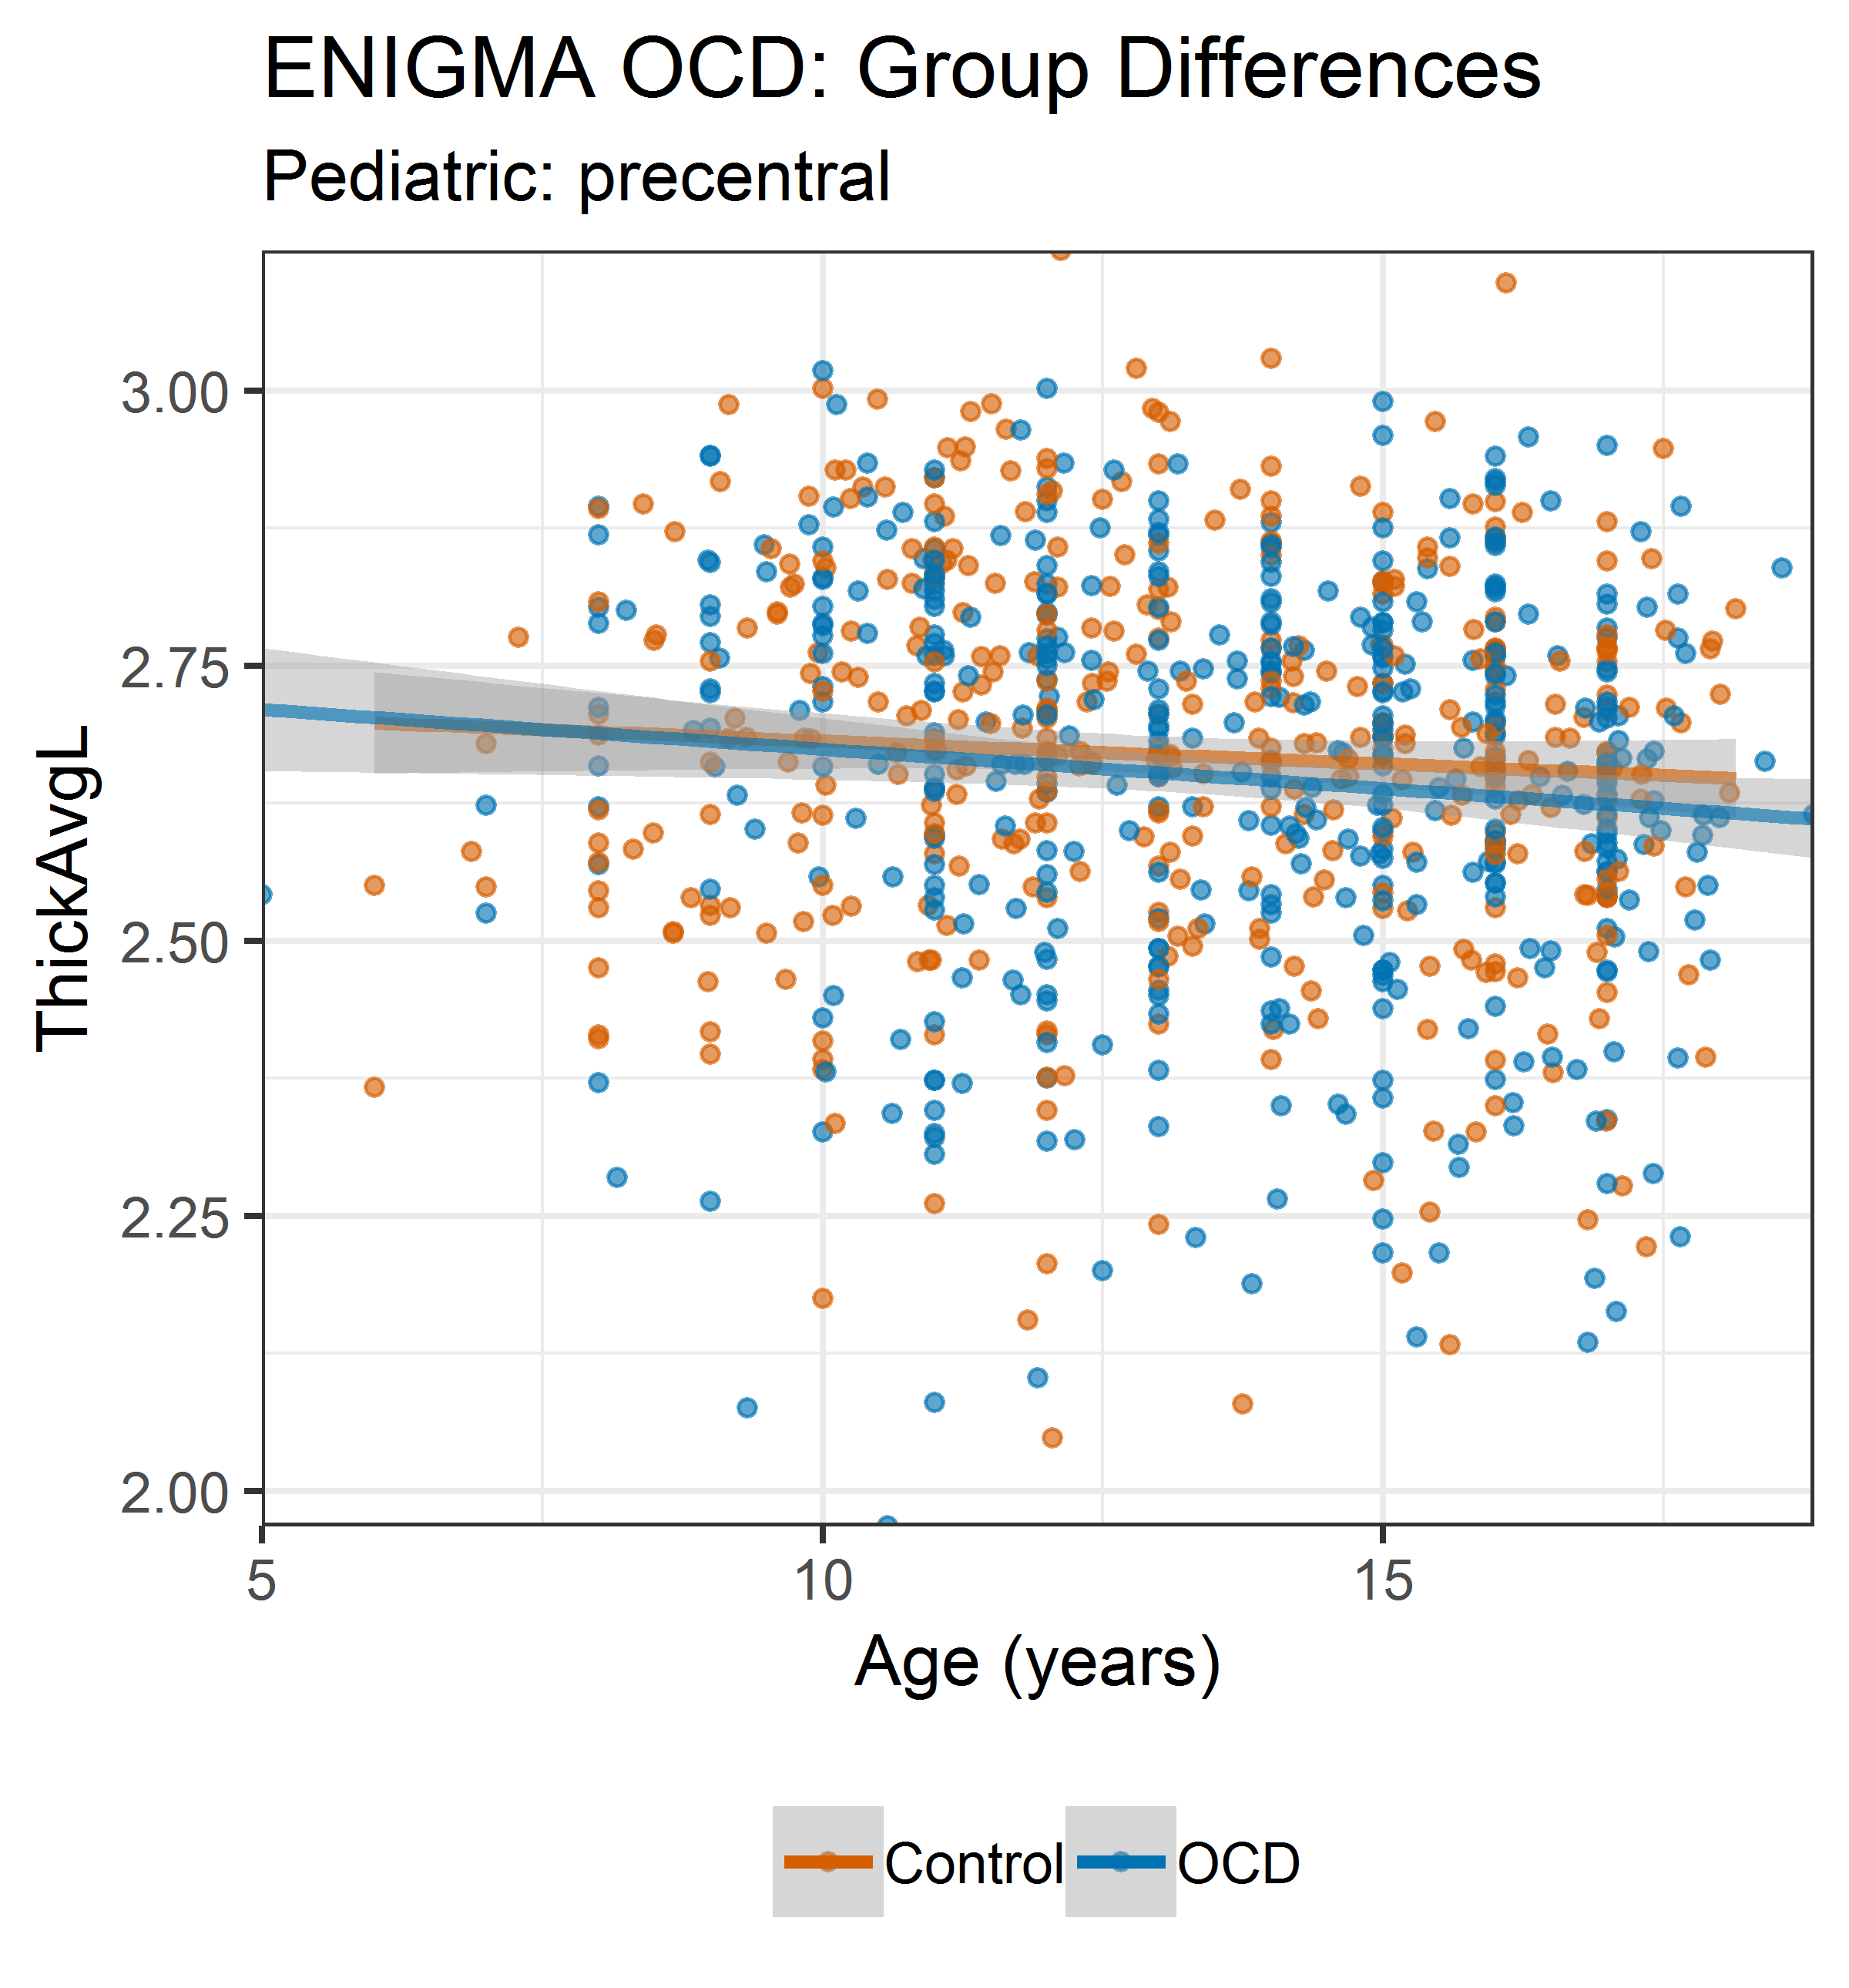 ENIGMA OCD: Group Differences
Pediatric: precentral
ThickAvgL
3.00
2.75
2.50
2.25
2.00
5 10 15
Age (years)
Control OCD